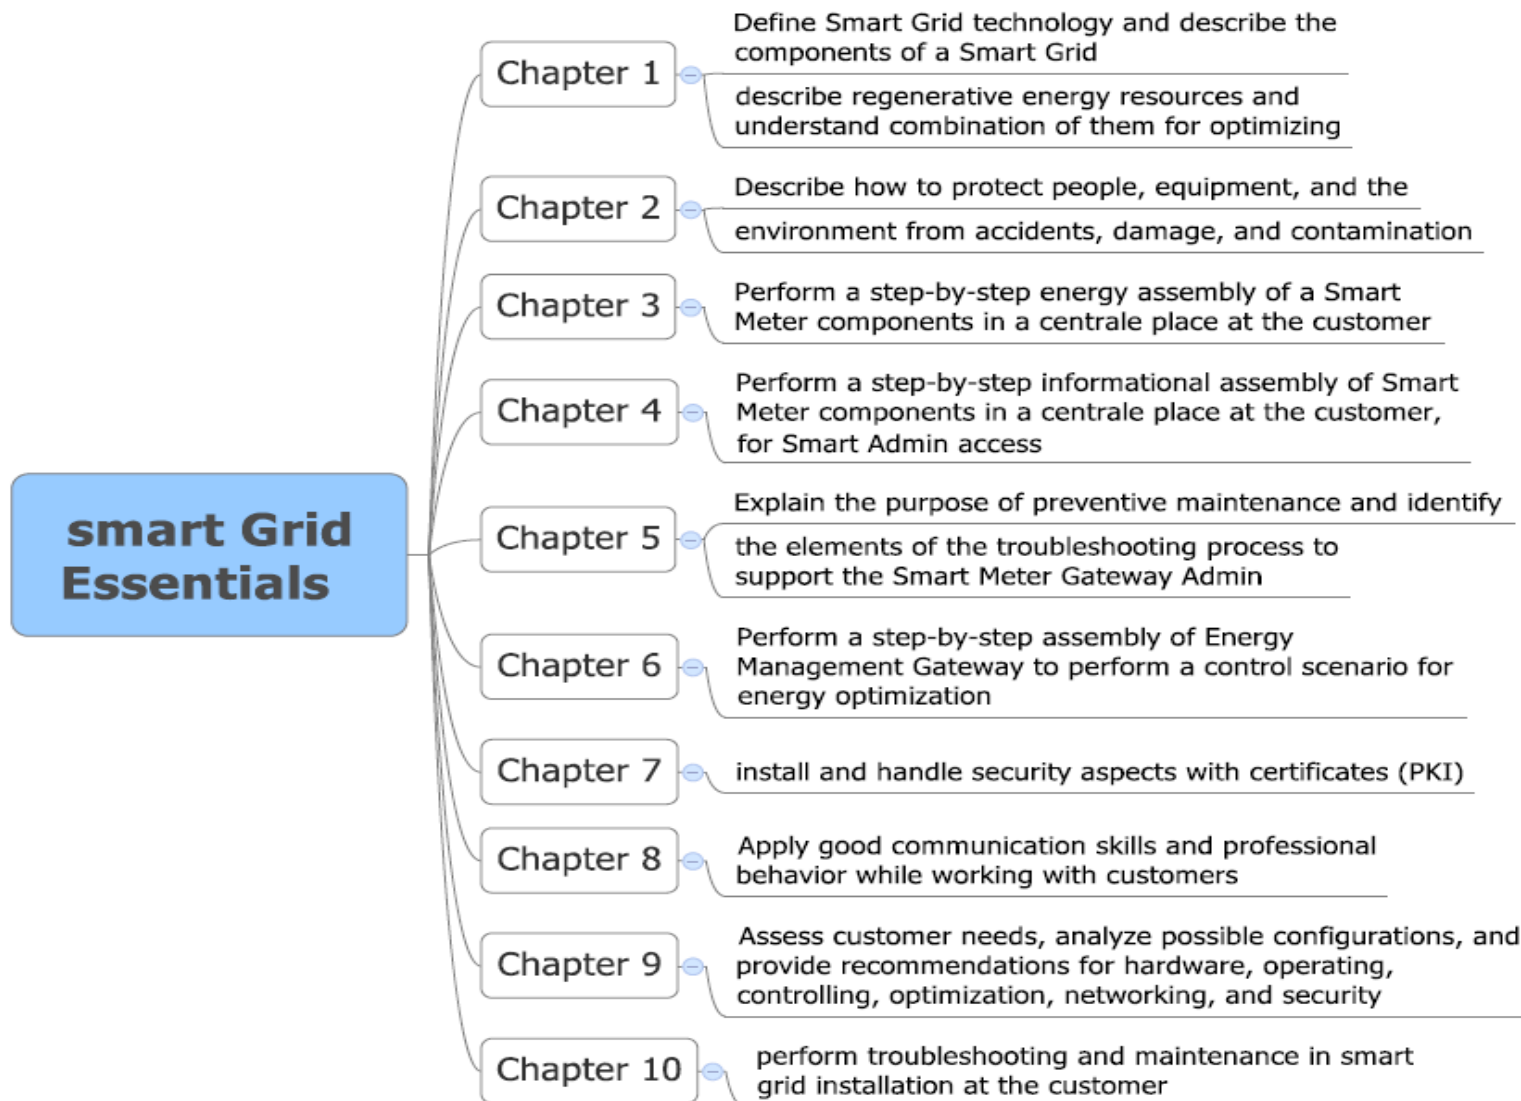 smart Grid
Essentials
Chapter 1
Define Smart Grid technology and describe the
components of a Smart Grid
describe regenerative energy resources and
understand combination of them for optimizing
Chapter 2
Describe how to protect people, equipment, and the
environment from accidents, damage, and contamination
Chapter 3
Perform a step-by-step energy assembly of a Smart
Meter components in a centrale place at the customer
Chapter 4
Perform a step-by-step informational assembly of Smart
Meter components in a centrale place at the customer,
for Smart Admin access
Chapter 5
Explain the purpose of preventive maintenance and identify
the elements of the troubleshooting process to
support the Smart Meter Gateway Admin
Chapter 6
Perform a step-by-step assembly of Energy
Management Gateway to perform a control scenario for
energy optimization
Chapter 7
install and handle security aspects with certificates (PKI)
Chapter 8
Apply good communication skills and professional
behavior while working with customers
Chapter 9
Assess customer needs, analyze possible configurations, and
provide recommendations for hardware, operating,
controlling, optimization, networking, and security
Chapter 10
perform troubleshooting and maintenance in smart
grid installation at the customer